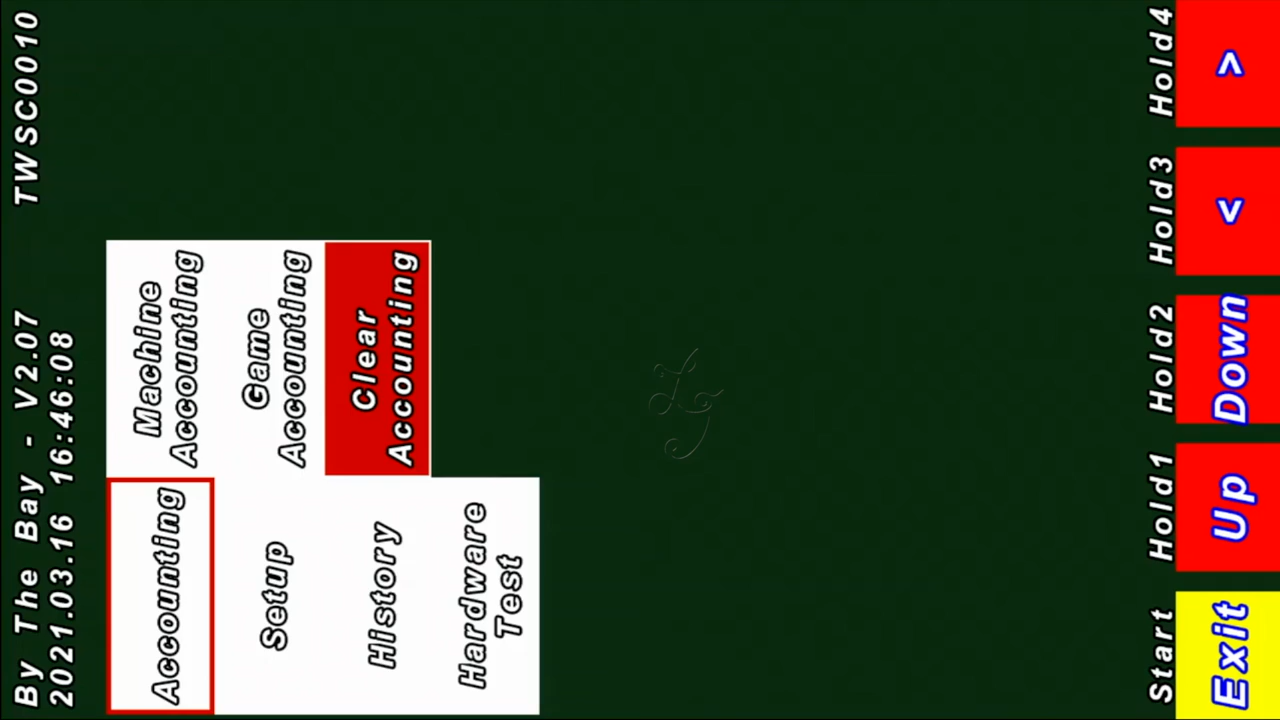 By The Bay - V2.07 TWSC0010
2021.03.16 16:46:08
Accounting
Setup
History
Hardware
Test
Machine
Accounting
Game
Accounting
Clear
Accounting
Start Hold1 Hold2 Hold3 Hold4
Exit Up Down < >